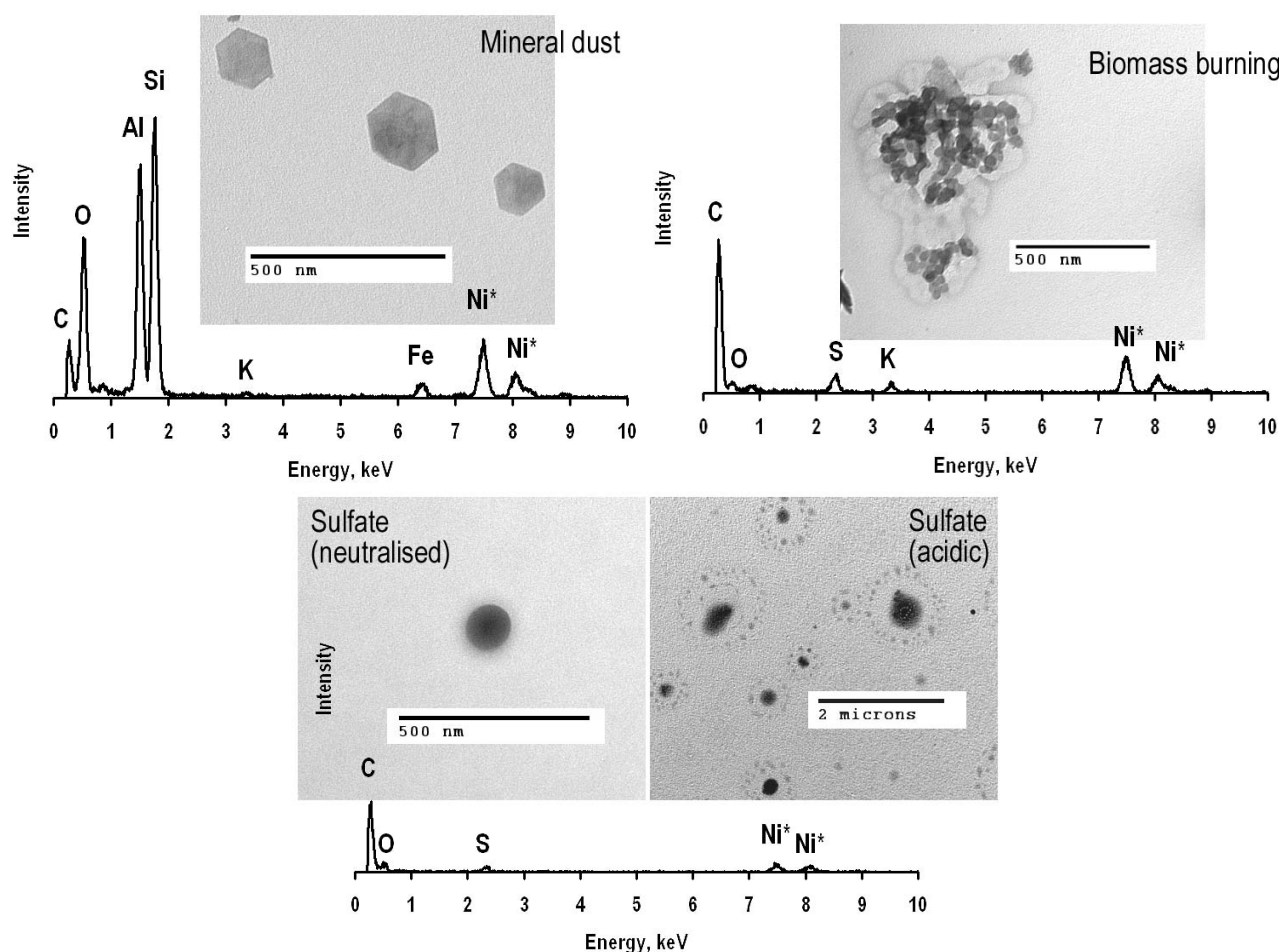 Mineral dust
Si
Al
O
C
K
Fe
Ni*
Ni*
500 nm
Intensity
0 1 2 3 4 5 6 7 8 9 10
Energy, keV
Biomass burning
C
O
S
K
Ni*
Ni*
500 nm
Intensity
0 1 2 3 4 5 6 7 8 9 10
Energy, keV
Sulfate
(neutralised)
500 nm
Sulfate
(acidic)
2 microns
Intensity
C
O
S
Ni*
Ni*
0 1 2 3 4 5 6 7 8 9 10
Energy, keV